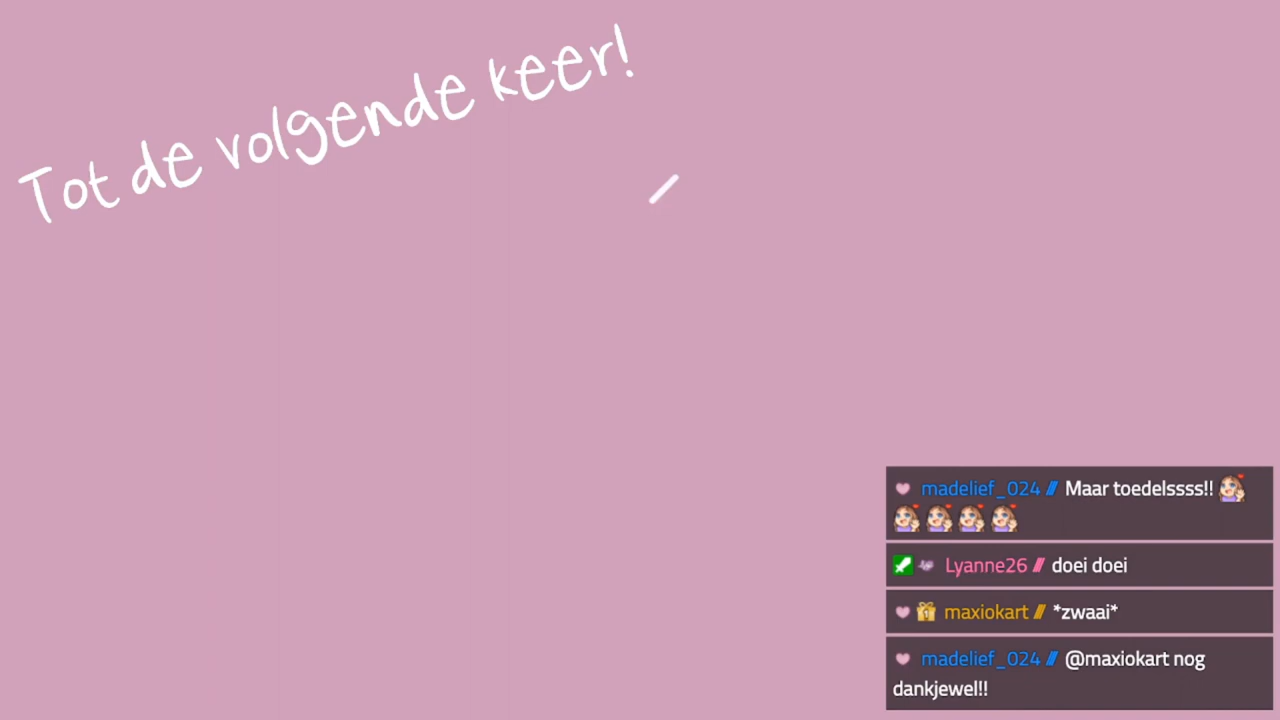 Tot de volgende keer!
madelief_024 /// Maar toedelssss!!
Lyanne26 /// doei doei
maxiokart /// *zwaai*
madelief_024 /// @maxiokart nog
dankjewel!!